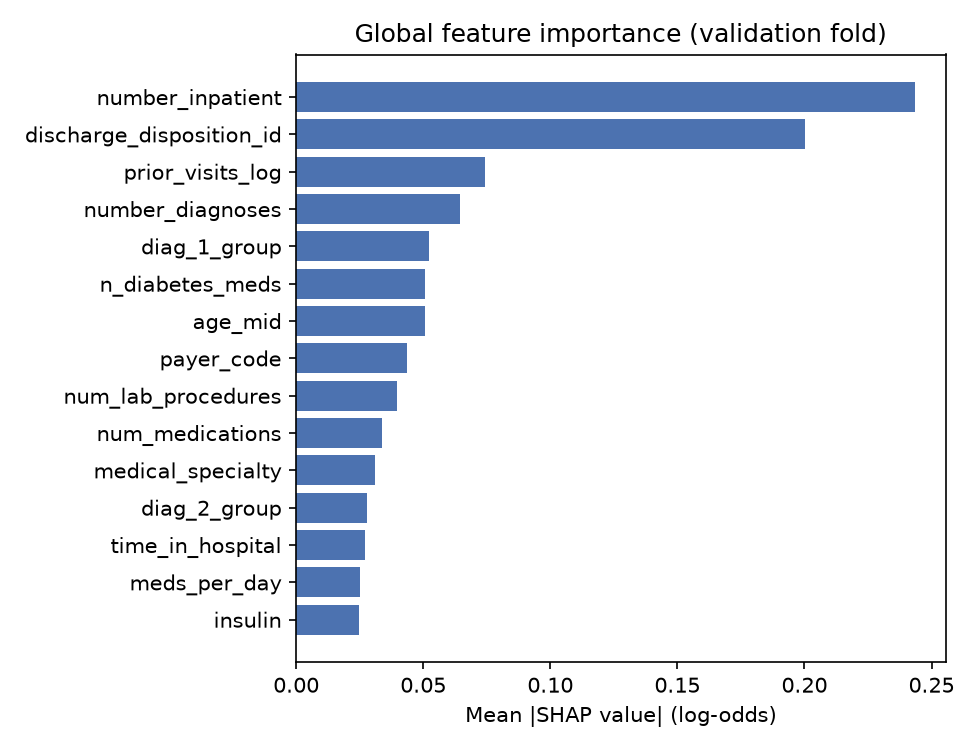 Global feature importance (validation fold)
number_inpatient
discharge_disposition_id
prior_visits_log
number_diagnoses
diag_1_group
n_diabetes_meds
age_mid
payer_code
num_lab_procedures
num_medications
medical_specialty
diag_2_group
time_in_hospital
meds_per_day
insulin
0.00 0.05 0.10 0.15 0.20 0.25
Mean |SHAP value| (log-odds)